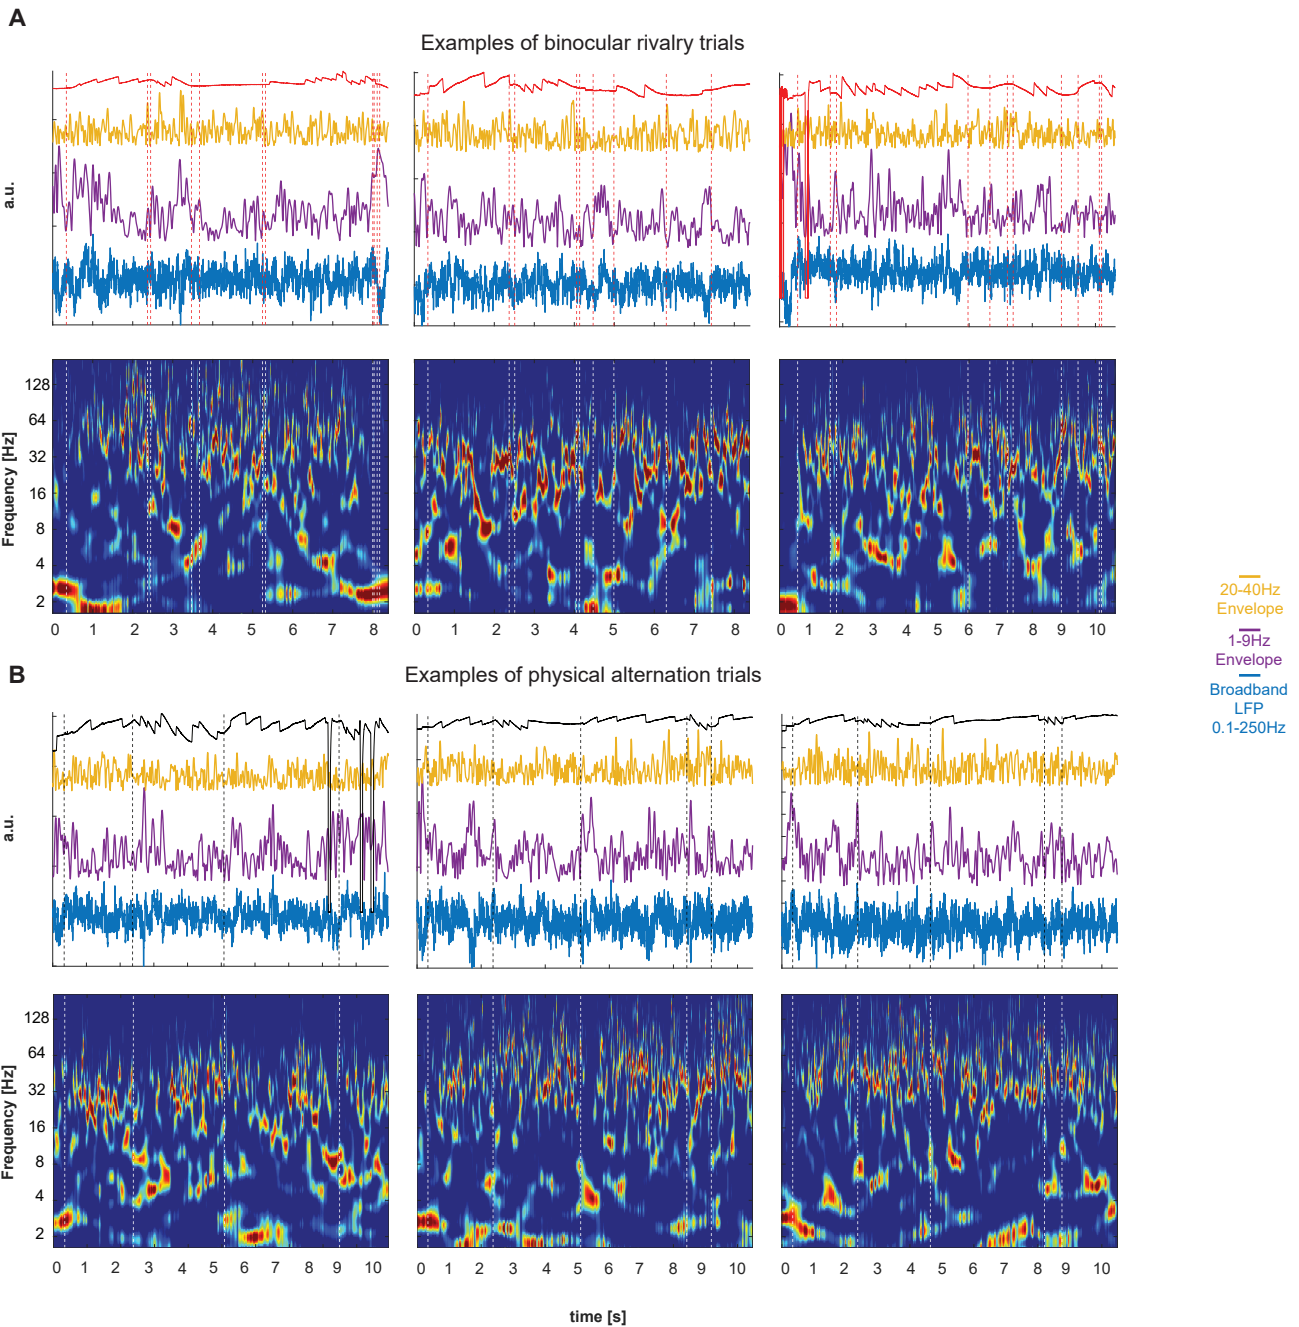 A
Examples of binocular rivalry trials
a.u.
Frequency [Hz]
128
64
32
16
8
4
2
0 1 2 3 4 5 6 7 8
0 1 2 3 4 5 6 7 8
0 1 2 3 4 5 6 7 8 9 10
20-40Hz
Envelope
1-9Hz
Envelope
Broadband
LFP
0.1-250Hz
B
Examples of physical alternation trials
a.u.
Frequency [Hz]
128
64
32
16
8
4
2
0 1 2 3 4 5 6 7 8 9 10
0 1 2 3 4 5 6 7 8 9 10
0 1 2 3 4 5 6 7 8 9 10
time [s]